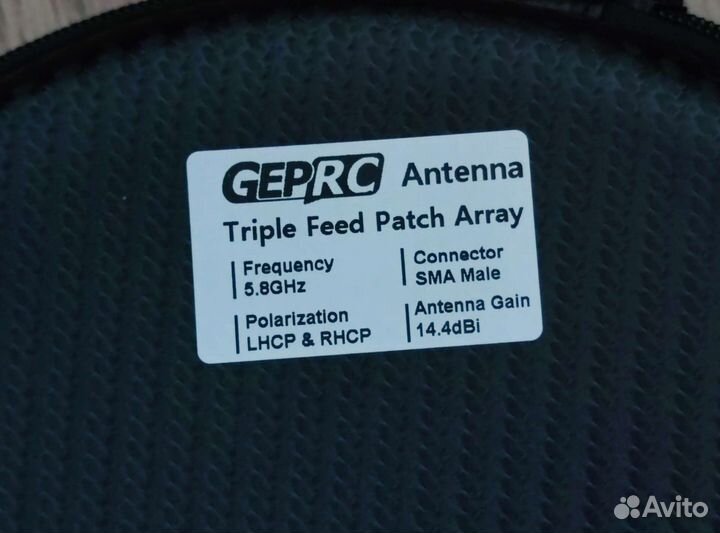 GEPRC Antenna
Triple Feed Patch Array
Frequency
5.8GHz
Connector
SMA Male
Polarization
LHCP & RHCP
Antenna Gain
14.4dBi
Avito